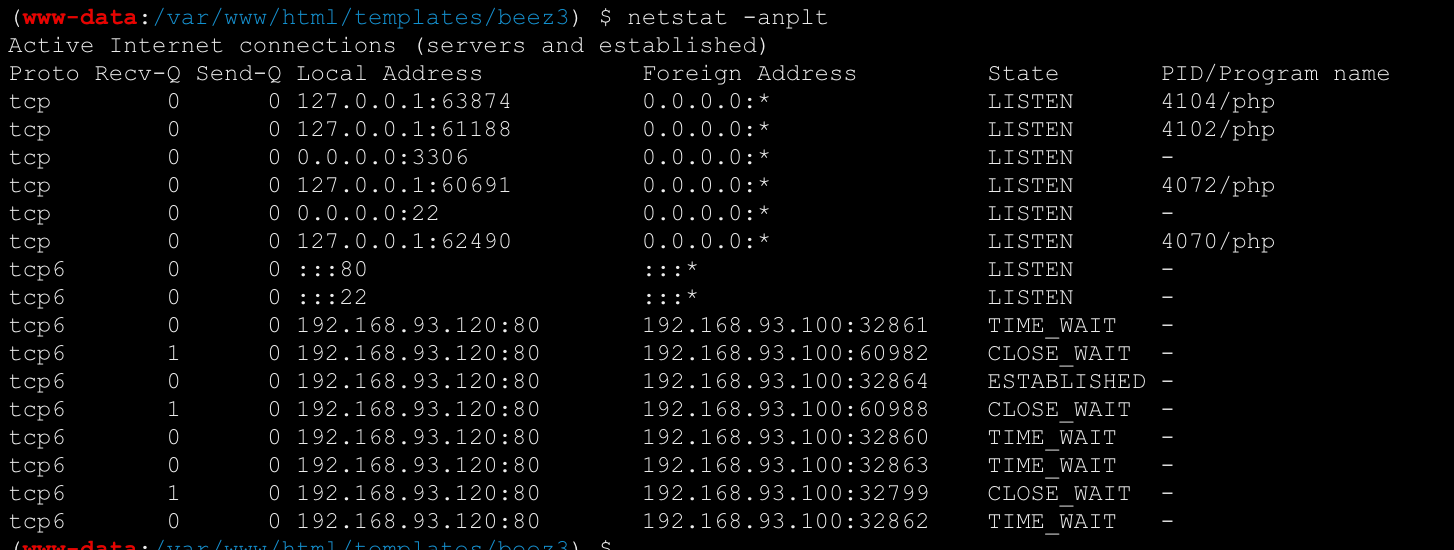 (www-data:/var/www/html/templates/beez3) $ netstat -anplt
Active Internet connections (servers and established)
Proto Recv-Q Send-Q Local Address           Foreign Address         State       PID/Program name
tcp        0      0 127.0.0.1:63874         0.0.0.0:*               LISTEN      4104/php
tcp        0      0 127.0.0.1:61188         0.0.0.0:*               LISTEN      4102/php
tcp        0      0 0.0.0.0:3306            0.0.0.0:*               LISTEN      -
tcp        0      0 127.0.0.1:60691         0.0.0.0:*               LISTEN      4072/php
tcp        0      0 0.0.0.0:22              0.0.0.0:*               LISTEN      -
tcp        0      0 127.0.0.1:62490         0.0.0.0:*               LISTEN      4070/php
tcp6       0      0 :::80                   :::*                    LISTEN      -
tcp6       0      0 :::22                   :::*                    LISTEN      -
tcp6       0      0 192.168.93.120:80       192.168.93.100:32861    TIME_WAIT   -
tcp6       1      0 192.168.93.120:80       192.168.93.100:60982    CLOSE_WAIT  -
tcp6       0      0 192.168.93.120:80       192.168.93.100:32864    ESTABLISHED -
tcp6       1      0 192.168.93.120:80       192.168.93.100:60988    CLOSE_WAIT  -
tcp6       0      0 192.168.93.120:80       192.168.93.100:32860    TIME_WAIT   -
tcp6       0      0 192.168.93.120:80       192.168.93.100:32863    TIME_WAIT   -
tcp6       1      0 192.168.93.120:80       192.168.93.100:32799    CLOSE_WAIT  -
tcp6       0      0 192.168.93.120:80       192.168.93.100:32862    TIME_WAIT   -
(www-data:/var/www/html/templates/beez3) $